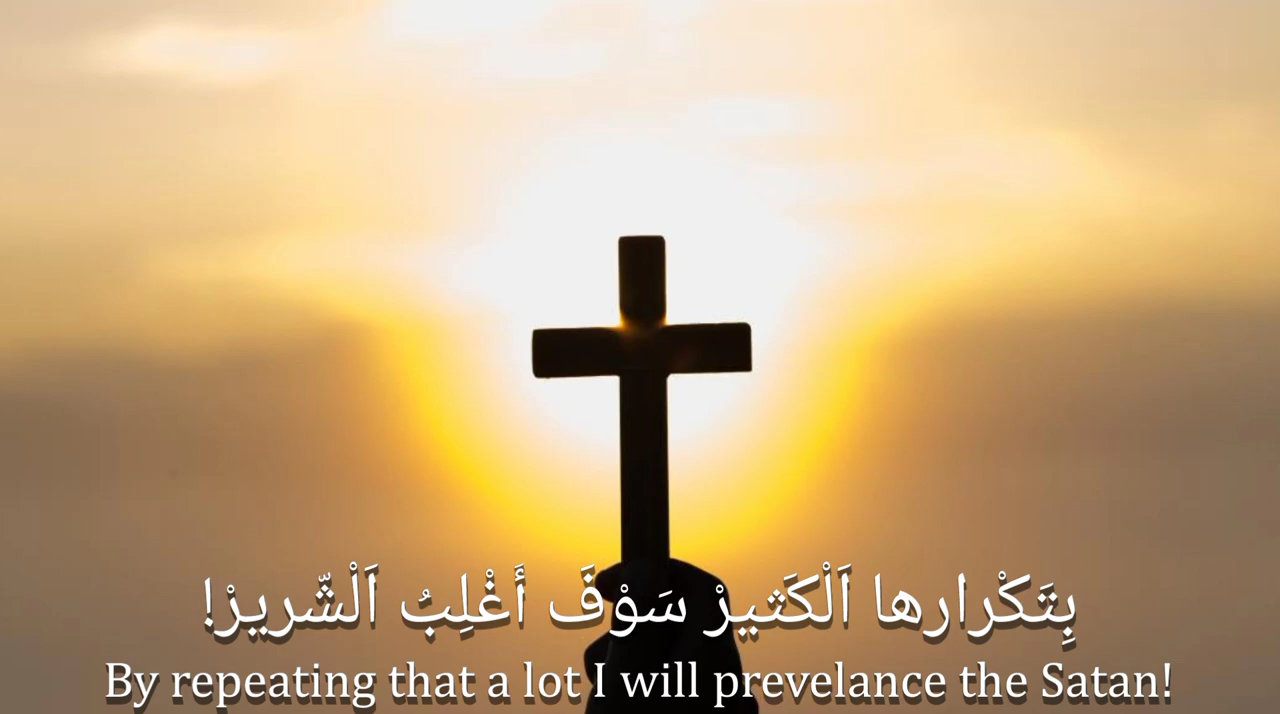 بِتَكْرارها اَلْكَثيرْ سَوْفَ أَغْلِبُ اَلْشّريرْ!
By repeating that a lot I will prevelance the Satan!